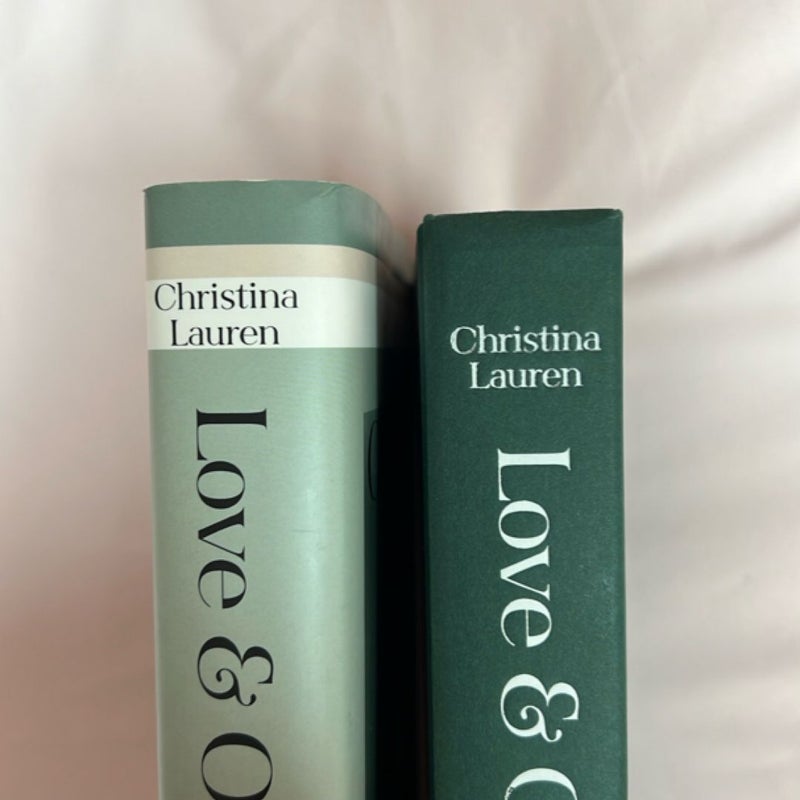 Christina
Lauren
Love & O
Christina
Lauren
Love &